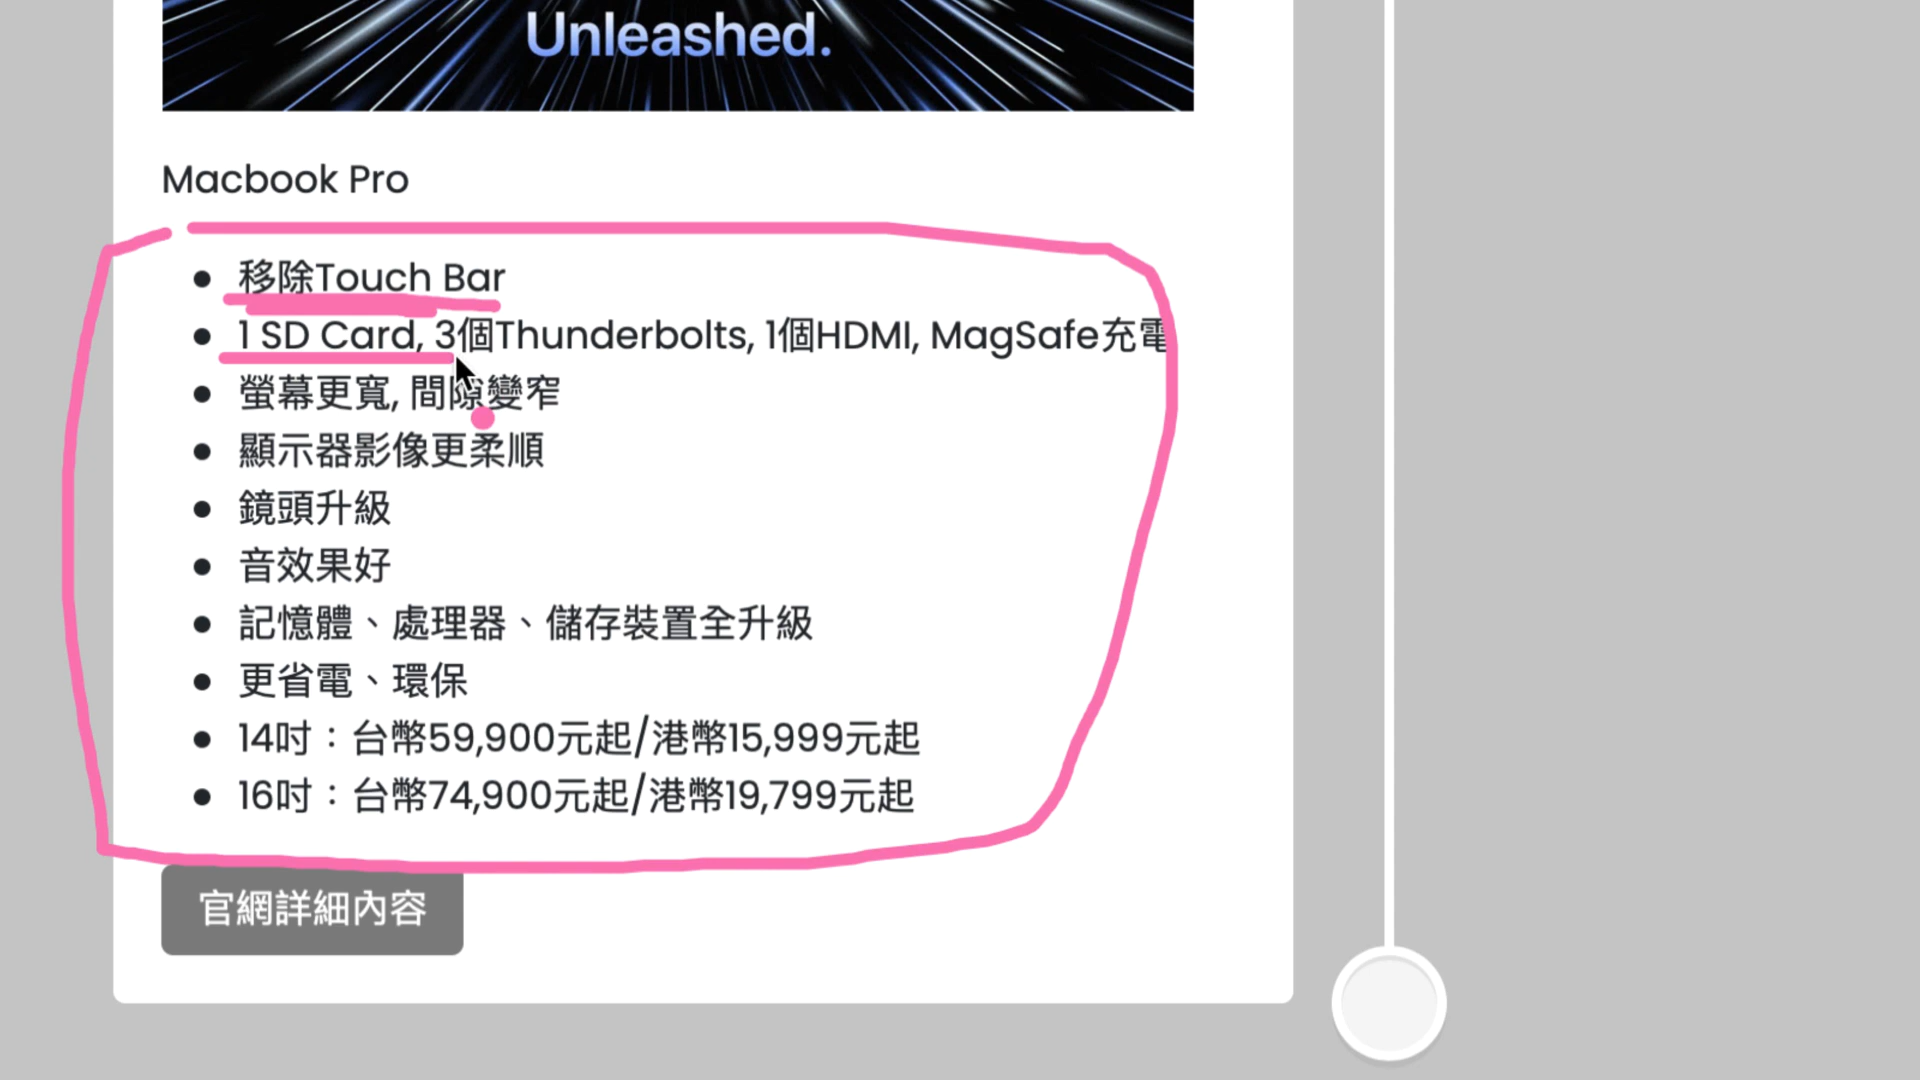 Unleashed.
Macbook Pro
移除Touch Bar
1 SD Card, 3個Thunderbolts, 1個HDMI, MagSafe充電
螢幕更寬, 間隙變窄
顯示器影像更柔順
鏡頭升級
音效果好
記憶體、處理器、儲存裝置全升級
更省電、環保
14吋：台幣59,900元起/港幣15,999元起
16吋：台幣74,900元起/港幣19,799元起
官網詳細內容